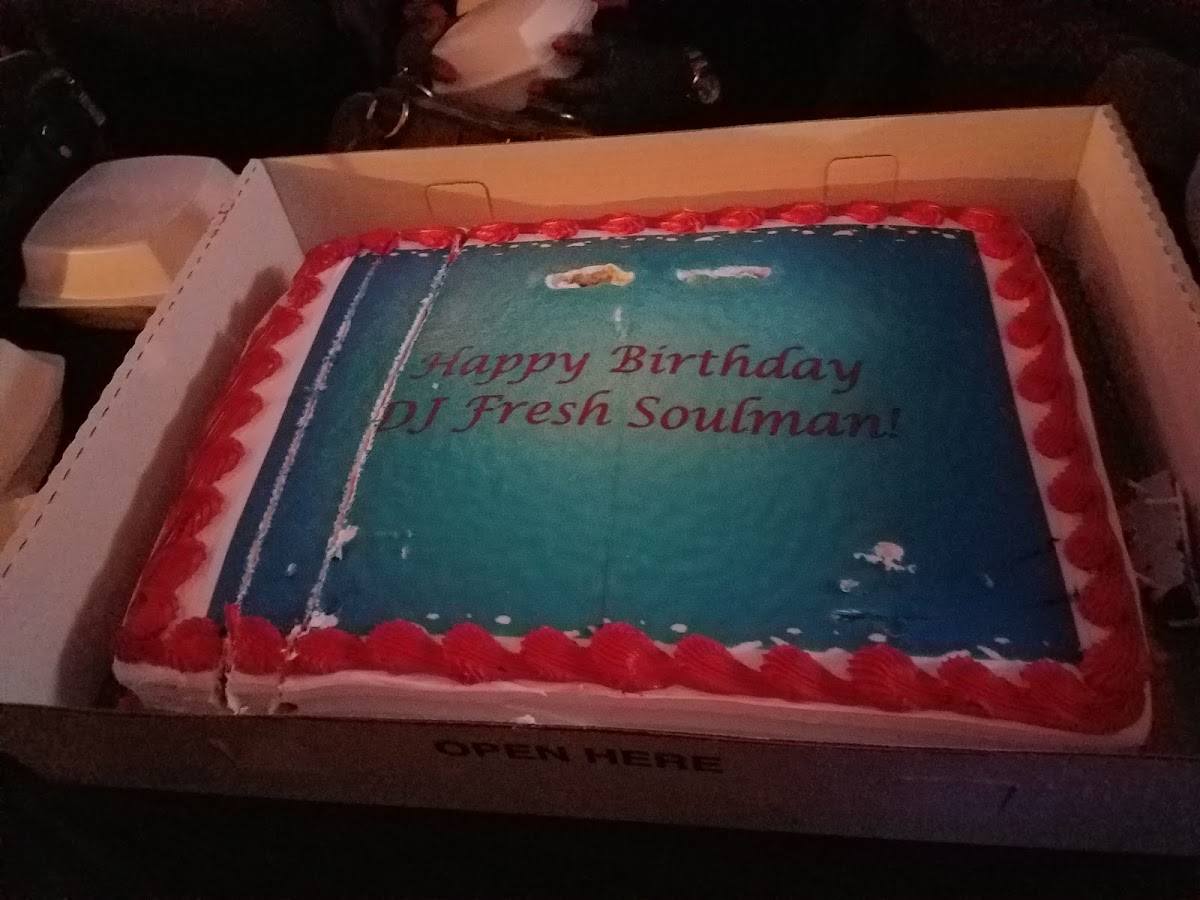 Happy Birthday
DJ Fresh Soulman!
OPEN HERE